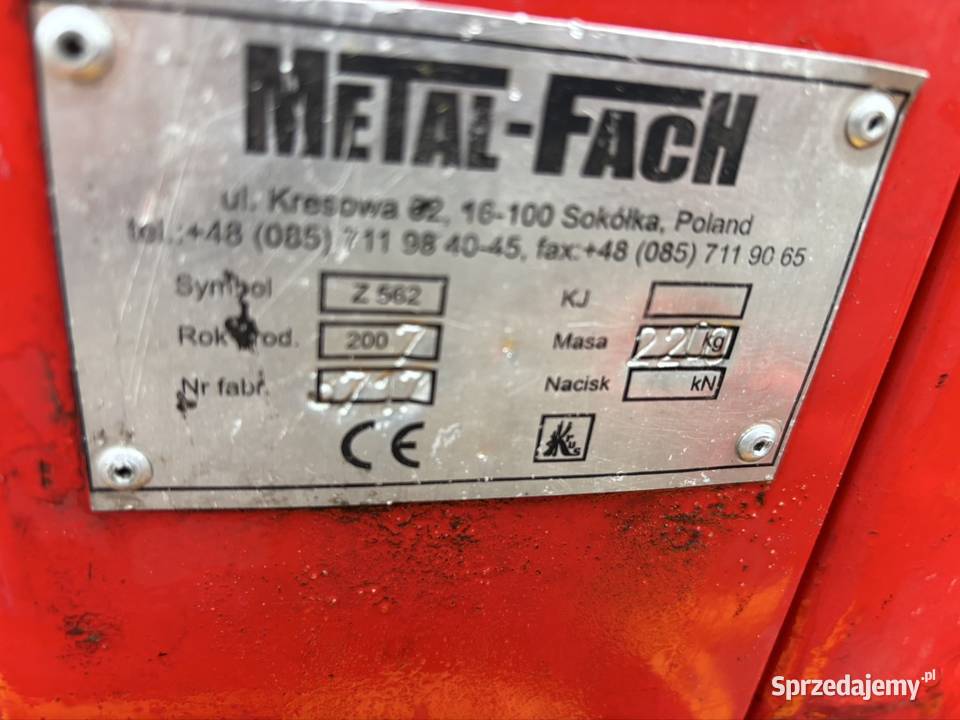 METAL-FACH
ul. Kresowa 62, 16-100 Sokółka, Poland
tel.:+48 (085) 711 98 40-45, fax:+48 (085) 711 90 65
Symbol Z 562 KJ
Rok prod. 2007 Masa kg
Nr fabr. Nacisk kN
CE Krus
Sprzedajemy.pl